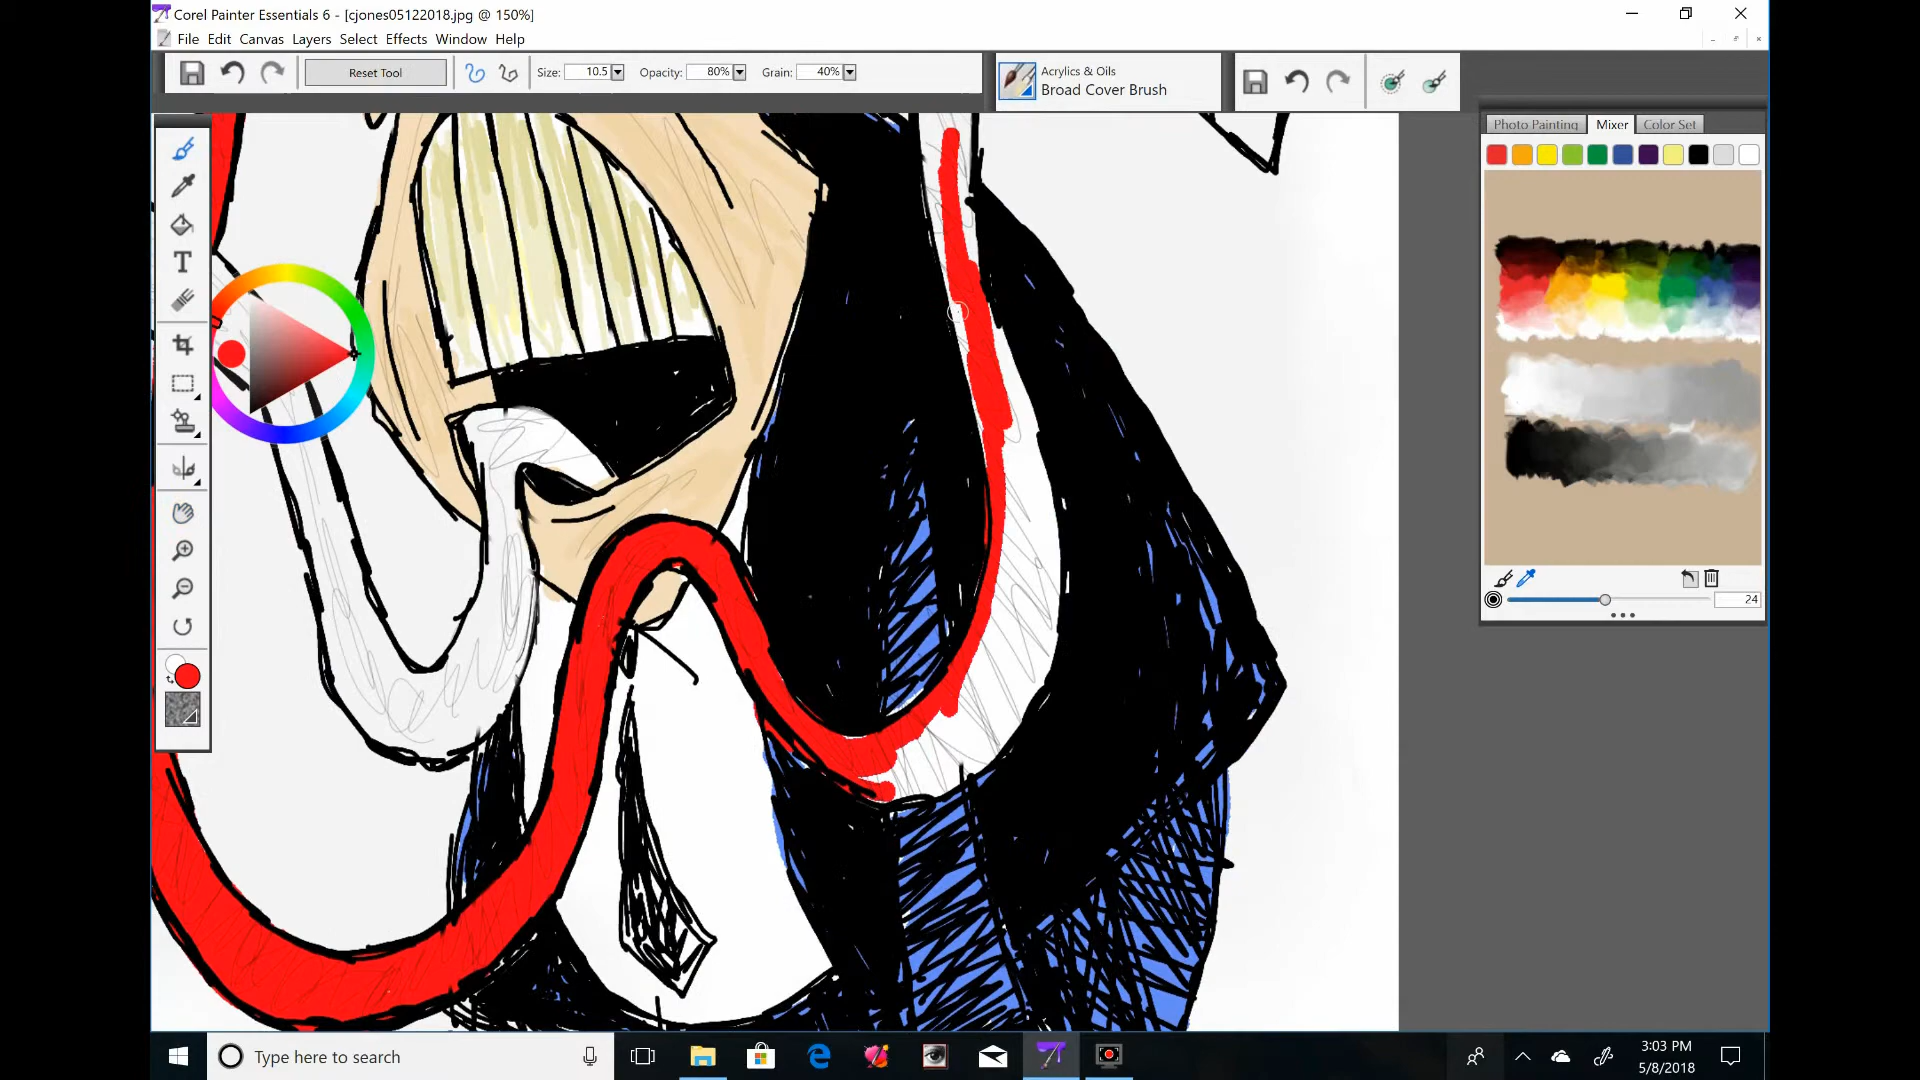 Corel Painter Essentials 6 - [cjones05122018.jpg @ 150%]
File Edit Canvas Layers Select Effects Window Help
Reset Tool Size: 10.5 Opacity: 80% Grain: 40%
Acrylics & Oils
Broad Cover Brush
Photo Painting Mixer Color Set
T
24
Type here to search
3:03 PM
5/8/2018